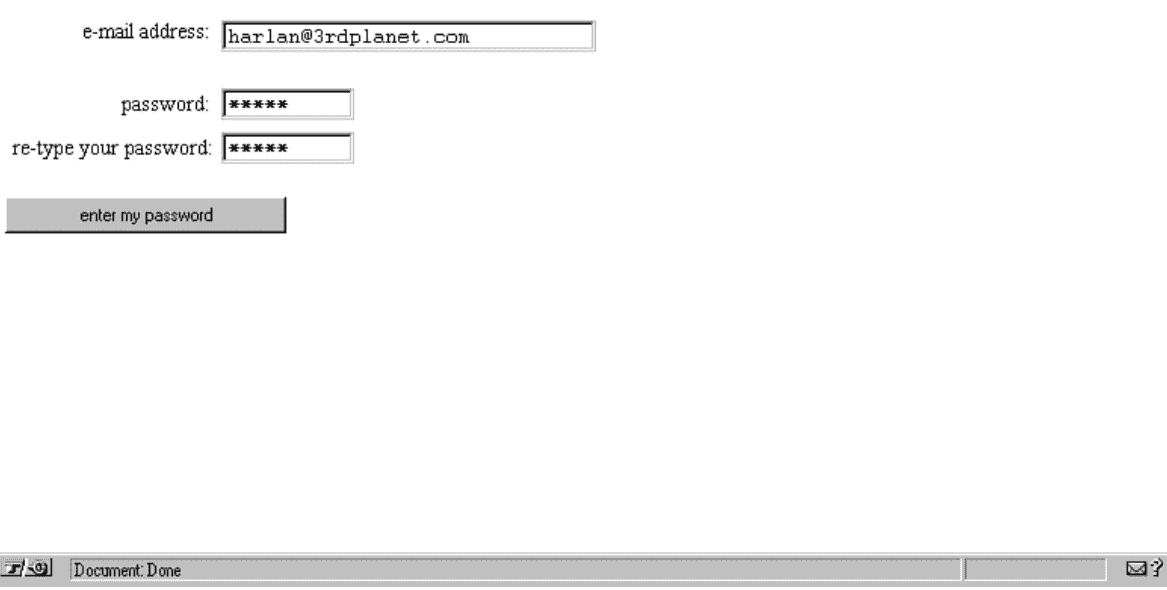 e-mail address: harlan@3rdplanet.com
password: *****
re-type your password: *****
enter my password
Document: Done